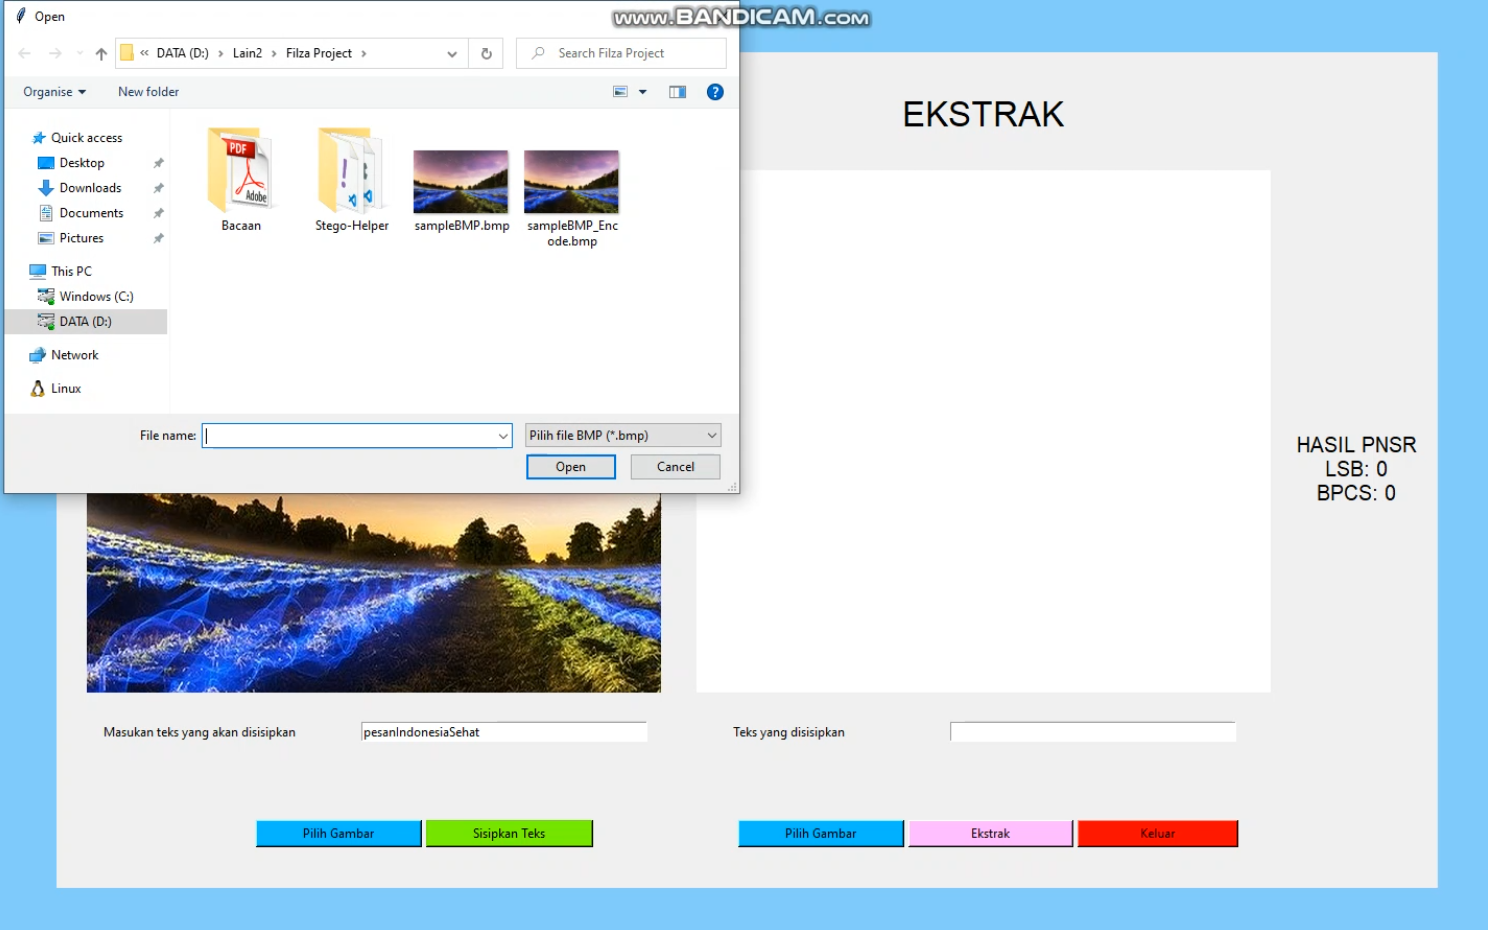 Open
www.BANDICAM.com
« DATA (D:) › Lain2 › Filza Project ›
Search Filza Project
Organise
New folder
?
Quick access
Desktop
Downloads
Documents
Pictures
This PC
Windows (C:)
DATA (D:)
Network
Linux
PDF
Adobe
Bacaan
Stego-Helper
sampleBMP.bmp
sampleBMP_Enc
ode.bmp
File name:
Pilih file BMP (*.bmp)
Open
Cancel
EKSTRAK
HASIL PNSR
LSB: 0
BPCS: 0
Masukan teks yang akan disisipkan
pesanIndonesiaSehat
Teks yang disisipkan
Pilih Gambar
Sisipkan Teks
Pilih Gambar
Ekstrak
Keluar